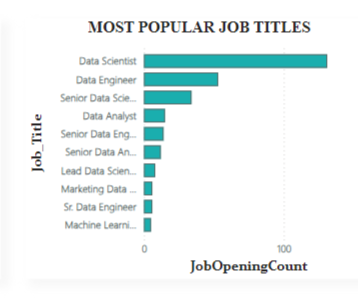 MOST POPULAR JOB TITLES
Data Scientist
Data Engineer
Senior Data Scie...
Data Analyst
Senior Data Eng...
Senior Data An...
Lead Data Scien...
Marketing Data ...
Sr. Data Engineer
Machine Learni...
Job_Title
0 100
JobOpeningCount